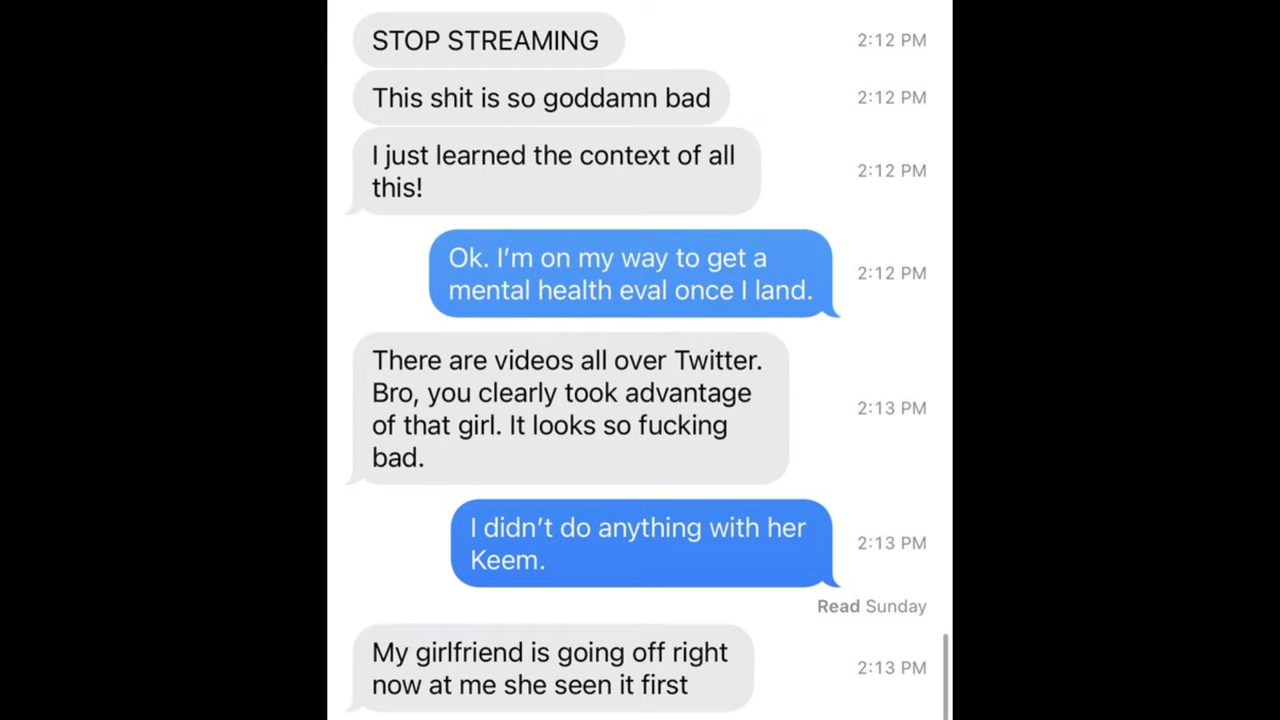 STOP STREAMING
2:12 PM
This shit is so goddamn bad
2:12 PM
I just learned the context of all
this!
2:12 PM
Ok. I’m on my way to get a
mental health eval once I land.
2:12 PM
There are videos all over Twitter.
Bro, you clearly took advantage
of that girl. It looks so fucking
bad.
2:13 PM
I didn’t do anything with her
Keem.
2:13 PM
Read Sunday
My girlfriend is going off right
now at me she seen it first
2:13 PM